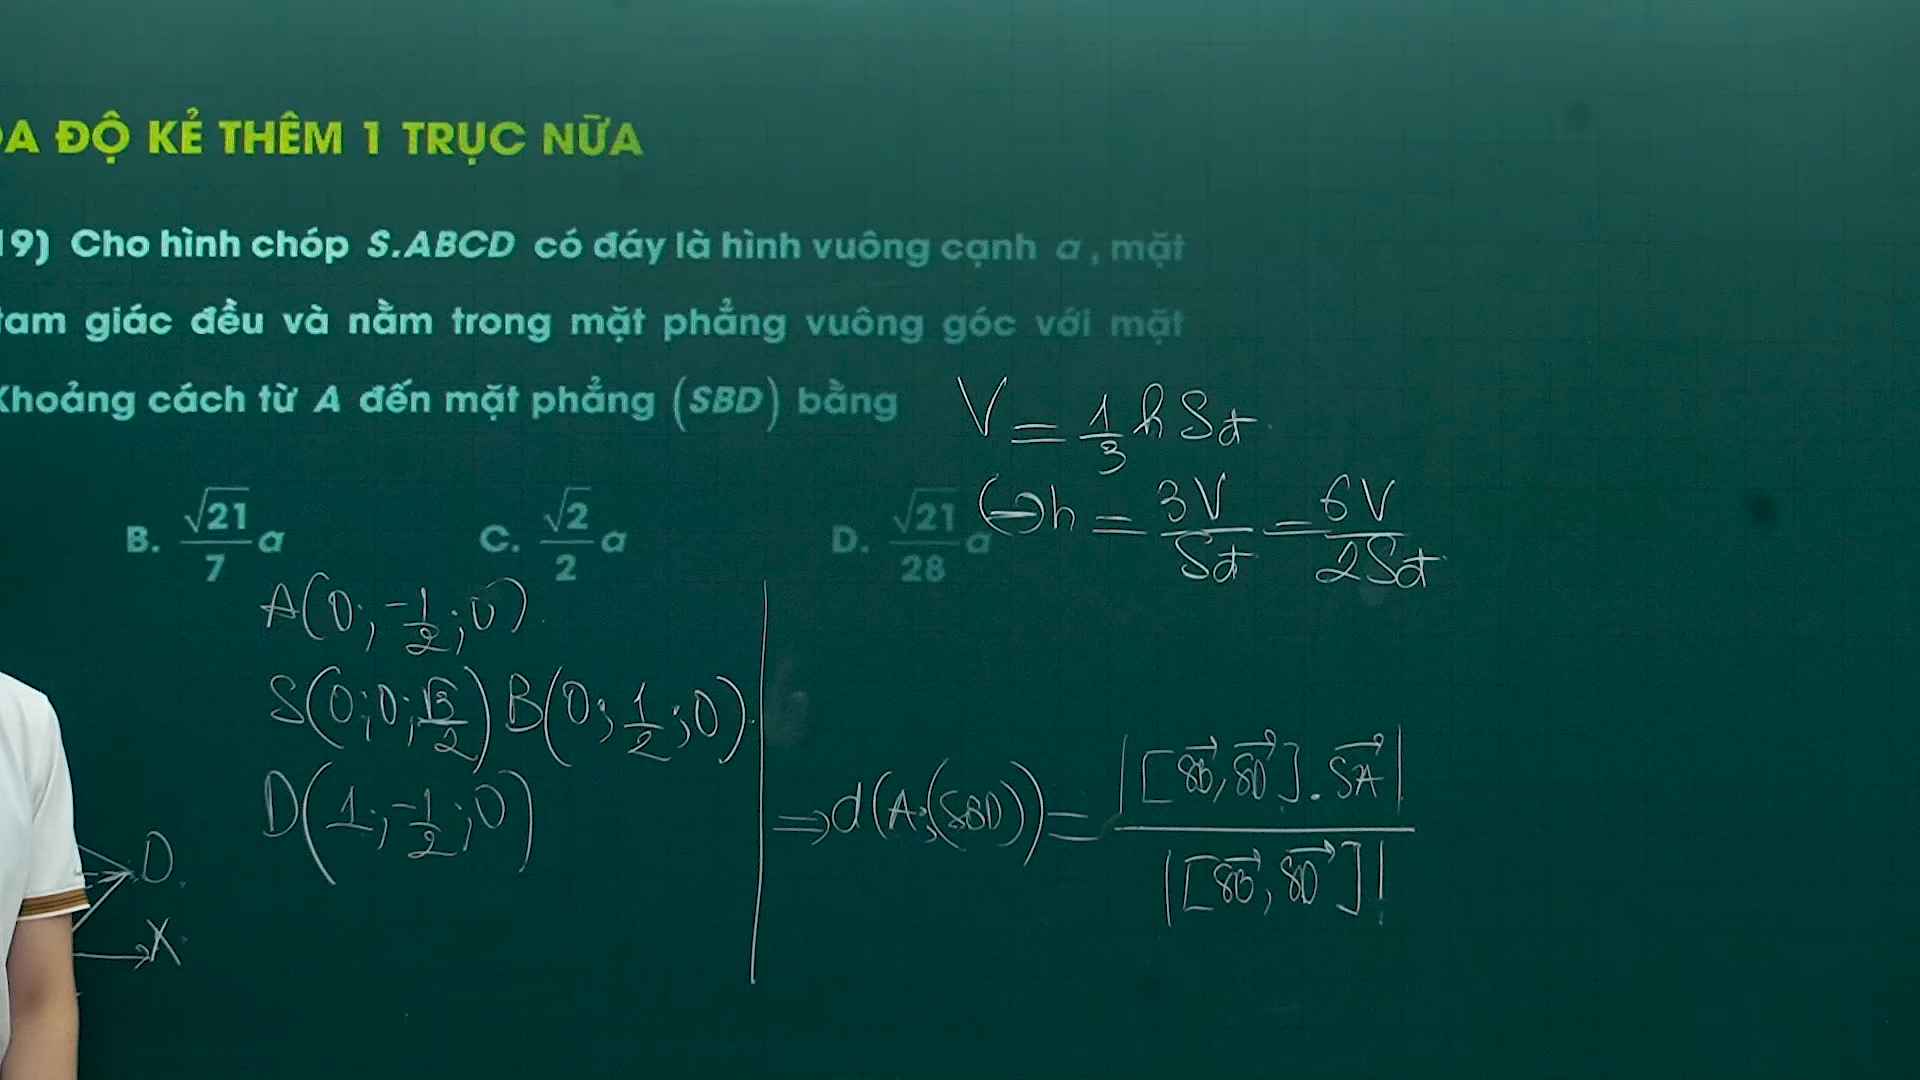 ỌA ĐỘ KẺ THÊM 1 TRỤC NỮA
19) Cho hình chóp S.ABCD có đáy là hình vuông cạnh a, mặt
tam giác đều và nằm trong mặt phẳng vuông góc với mặt
Khoảng cách từ A đến mặt phẳng (SBD) bằng
V = 1/3 h Sđ
⇔ h = 3V/Sđ = 6V/2Sđ
B. √21/7 a C. √2/2 a D. √21/28 a
A(0; -1/2; 0)
S(0; 0; √3/2) B(0; 1/2; 0)
D(1; -1/2; 0)
⇒ d(A;(SBD)) = |[SB→, SD→].SA→| / |[SB→, SD→]|
D
X